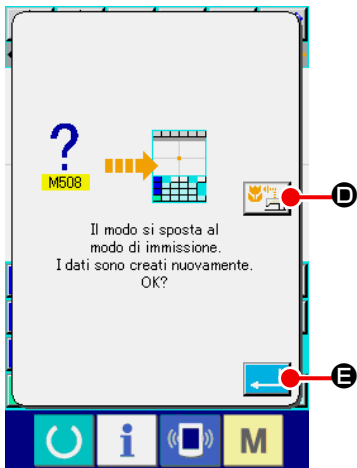 ?
M508
D
Il modo si sposta al
modo di immissione.
I dati sono creati nuovamente.
OK?
E
i
M